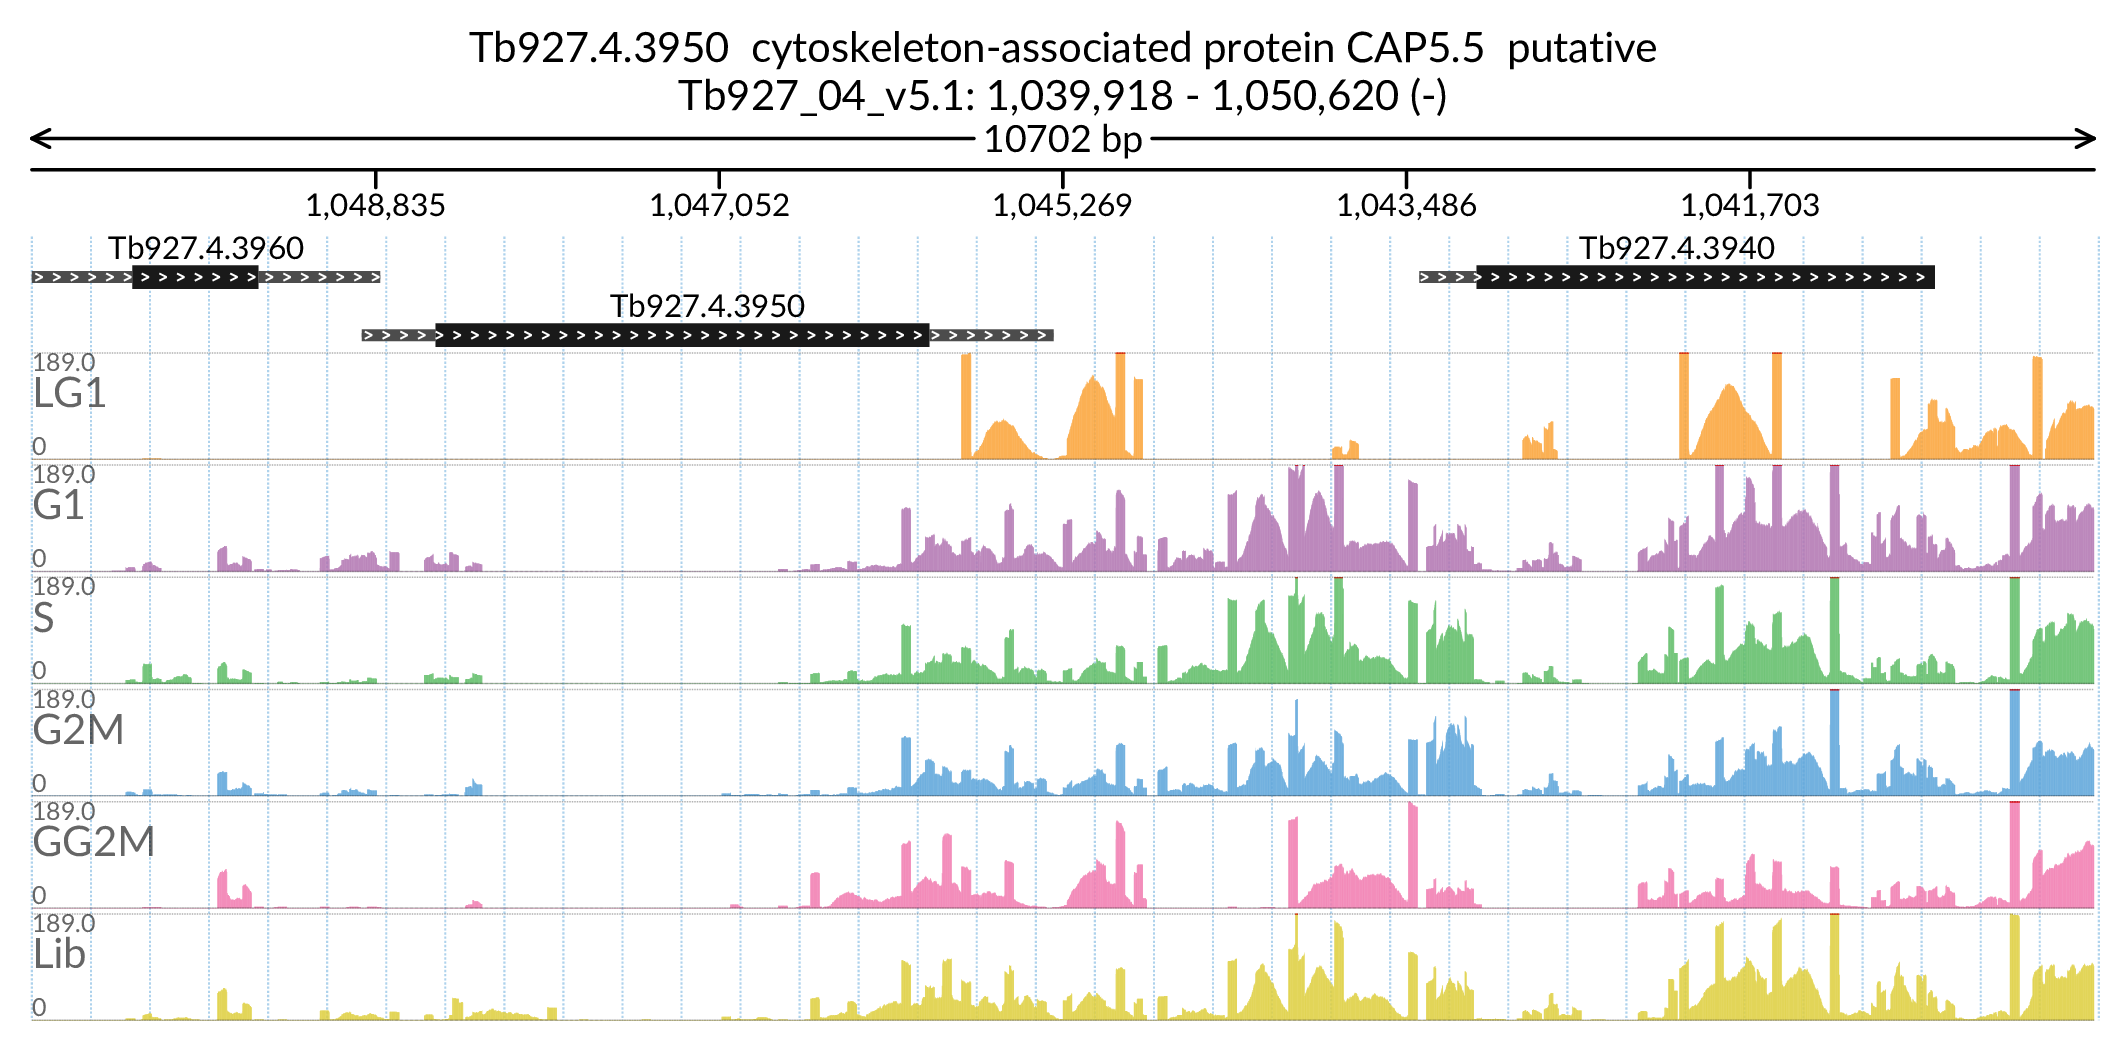 Tb927.4.3950  cytoskeleton-associated protein CAP5.5  putative
Tb927_04_v5.1: 1,039,918 - 1,050,620 (-)
10702 bp
1,048,835 1,047,052 1,045,269 1,043,486 1,041,703
Tb927.4.3960 Tb927.4.3940
Tb927.4.3950
189.0
LG1
0
189.0
G1
0
189.0
S
0
189.0
G2M
0
189.0
GG2M
0
189.0
Lib
0